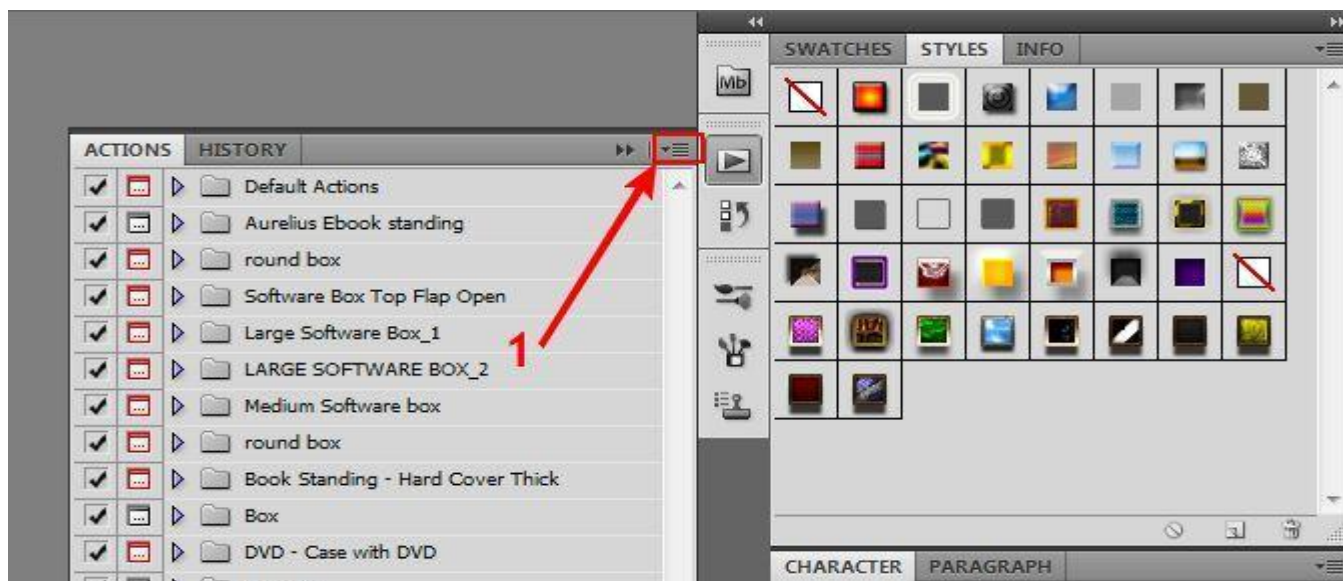 SWATCHES STYLES INFO
Mb
ACTIONS HISTORY
Default Actions
Aurelius Ebook standing
round box
Software Box Top Flap Open
Large Software Box_1
1
LARGE SOFTWARE BOX_2
Medium Software box
round box
Book Standing - Hard Cover Thick
Box
DVD - Case with DVD
CHARACTER PARAGRAPH